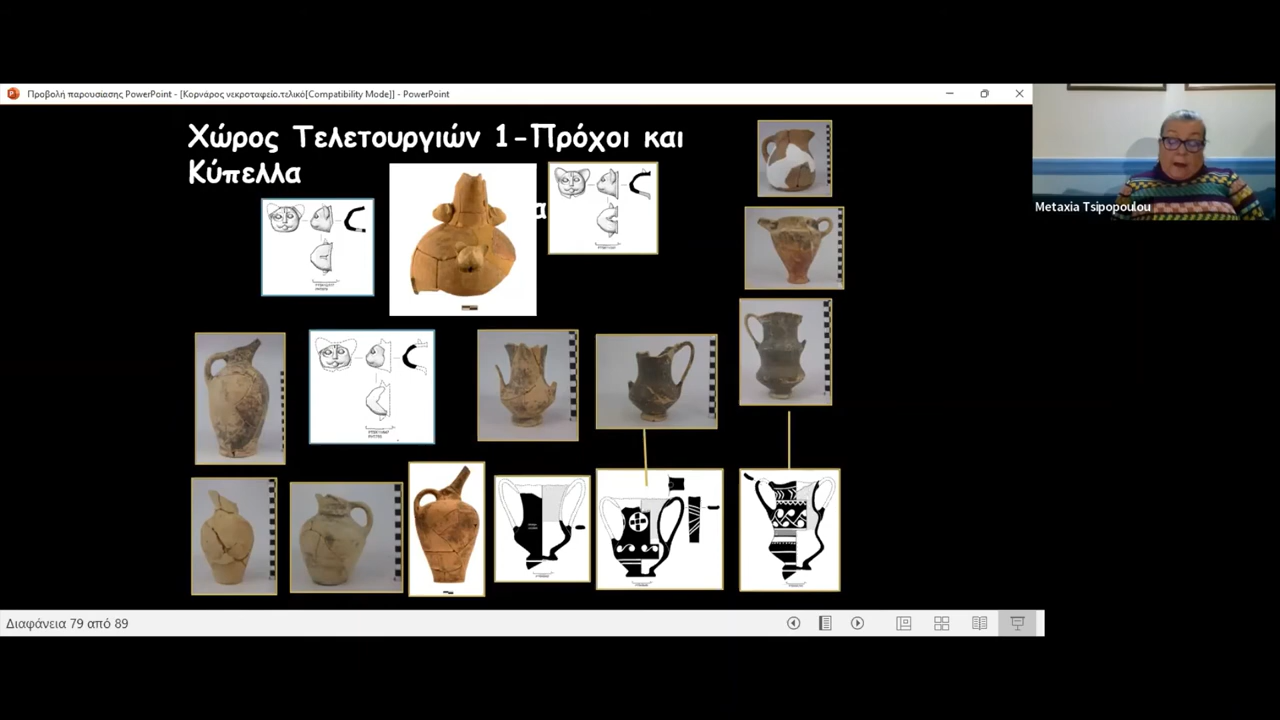 Προβολή παρουσίασης PowerPoint - [Κορνάρος νεκροταφείο.τελικό[Compatibility Mode]] - PowerPoint
Χώρος Τελετουργιών 1-Πρόχοι και
Κύπελλα
α
Metaxia Tsipopoulou
Διαφάνεια 79 από 89